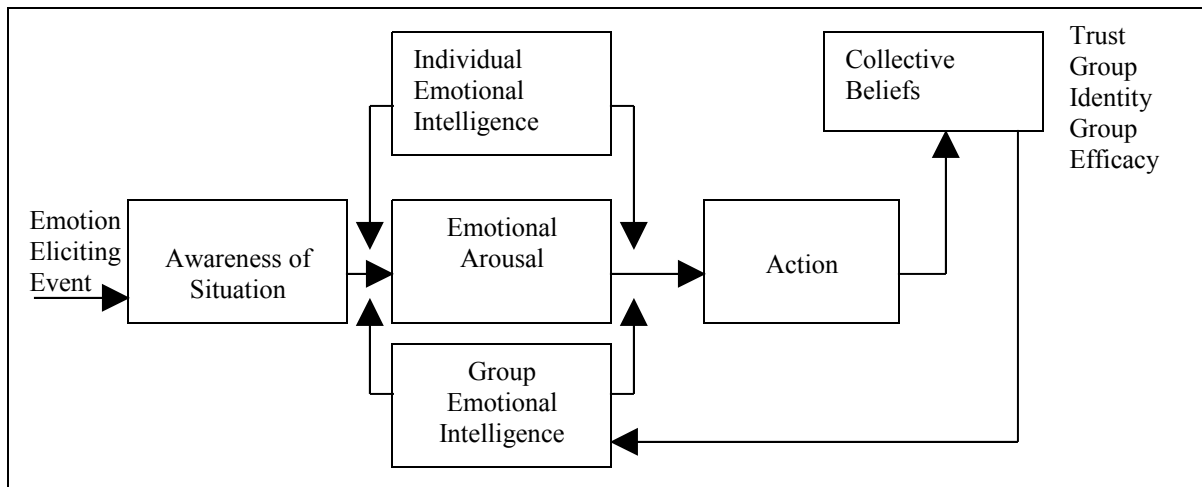 Emotion
Eliciting
Event
Awareness of
Situation
Individual
Emotional
Intelligence
Emotional
Arousal
Group
Emotional
Intelligence
Action
Collective
Beliefs
Trust
Group
Identity
Group
Efficacy